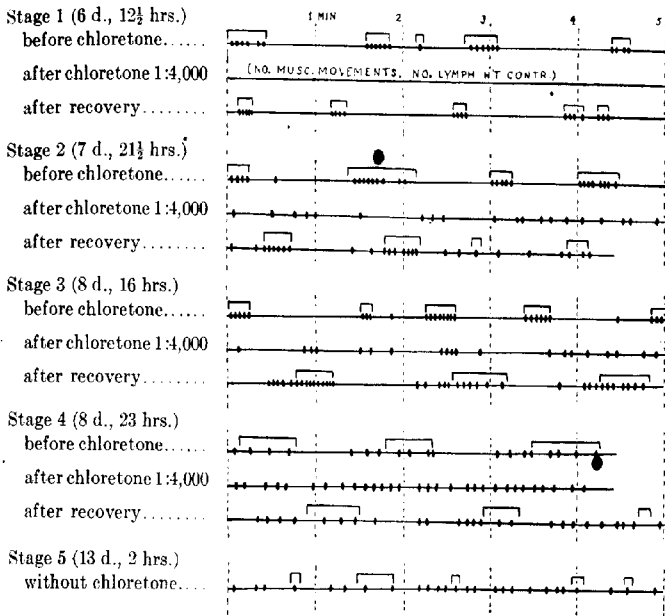 Stage 1 (6 d., 12½ hrs.)
1 MIN 2 3, 4 5
before chloretone......
after chloretone 1:4,000 (NO. MUSC. MOVEMENTS, NO. LYMPH HT CONTR.)
after recovery........
Stage 2 (7 d., 21½ hrs.)
before chloretone......
after chloretone 1:4,000
after recovery........
Stage 3 (8 d., 16 hrs.)
before chloretone......
after chloretone 1:4,000
after recovery........
Stage 4 (8 d., 23 hrs.)
before chloretone......
after chloretone 1:4,000
after recovery........
Stage 5 (13 d., 2 hrs.)
without chloretone....